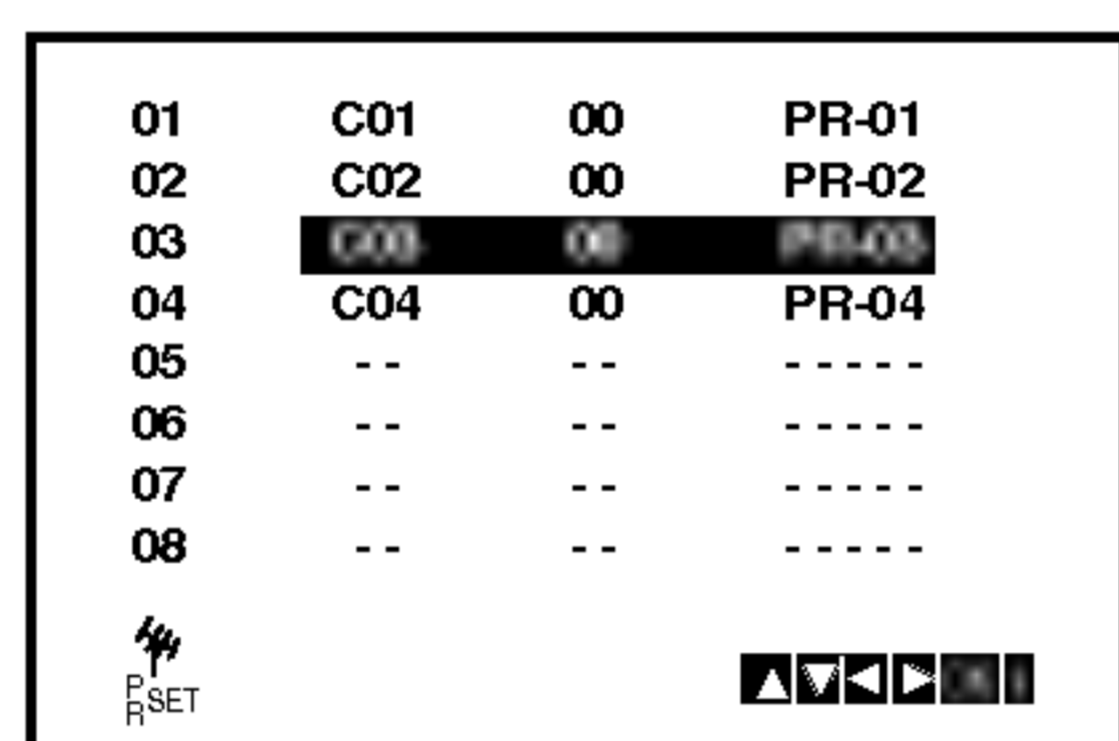 01 C01 00 PR-01
02 C02 00 PR-02
03
04 C04 00 PR-04
05 -- -- -----
06 -- -- -----
07 -- -- -----
08 -- -- -----
PR SET